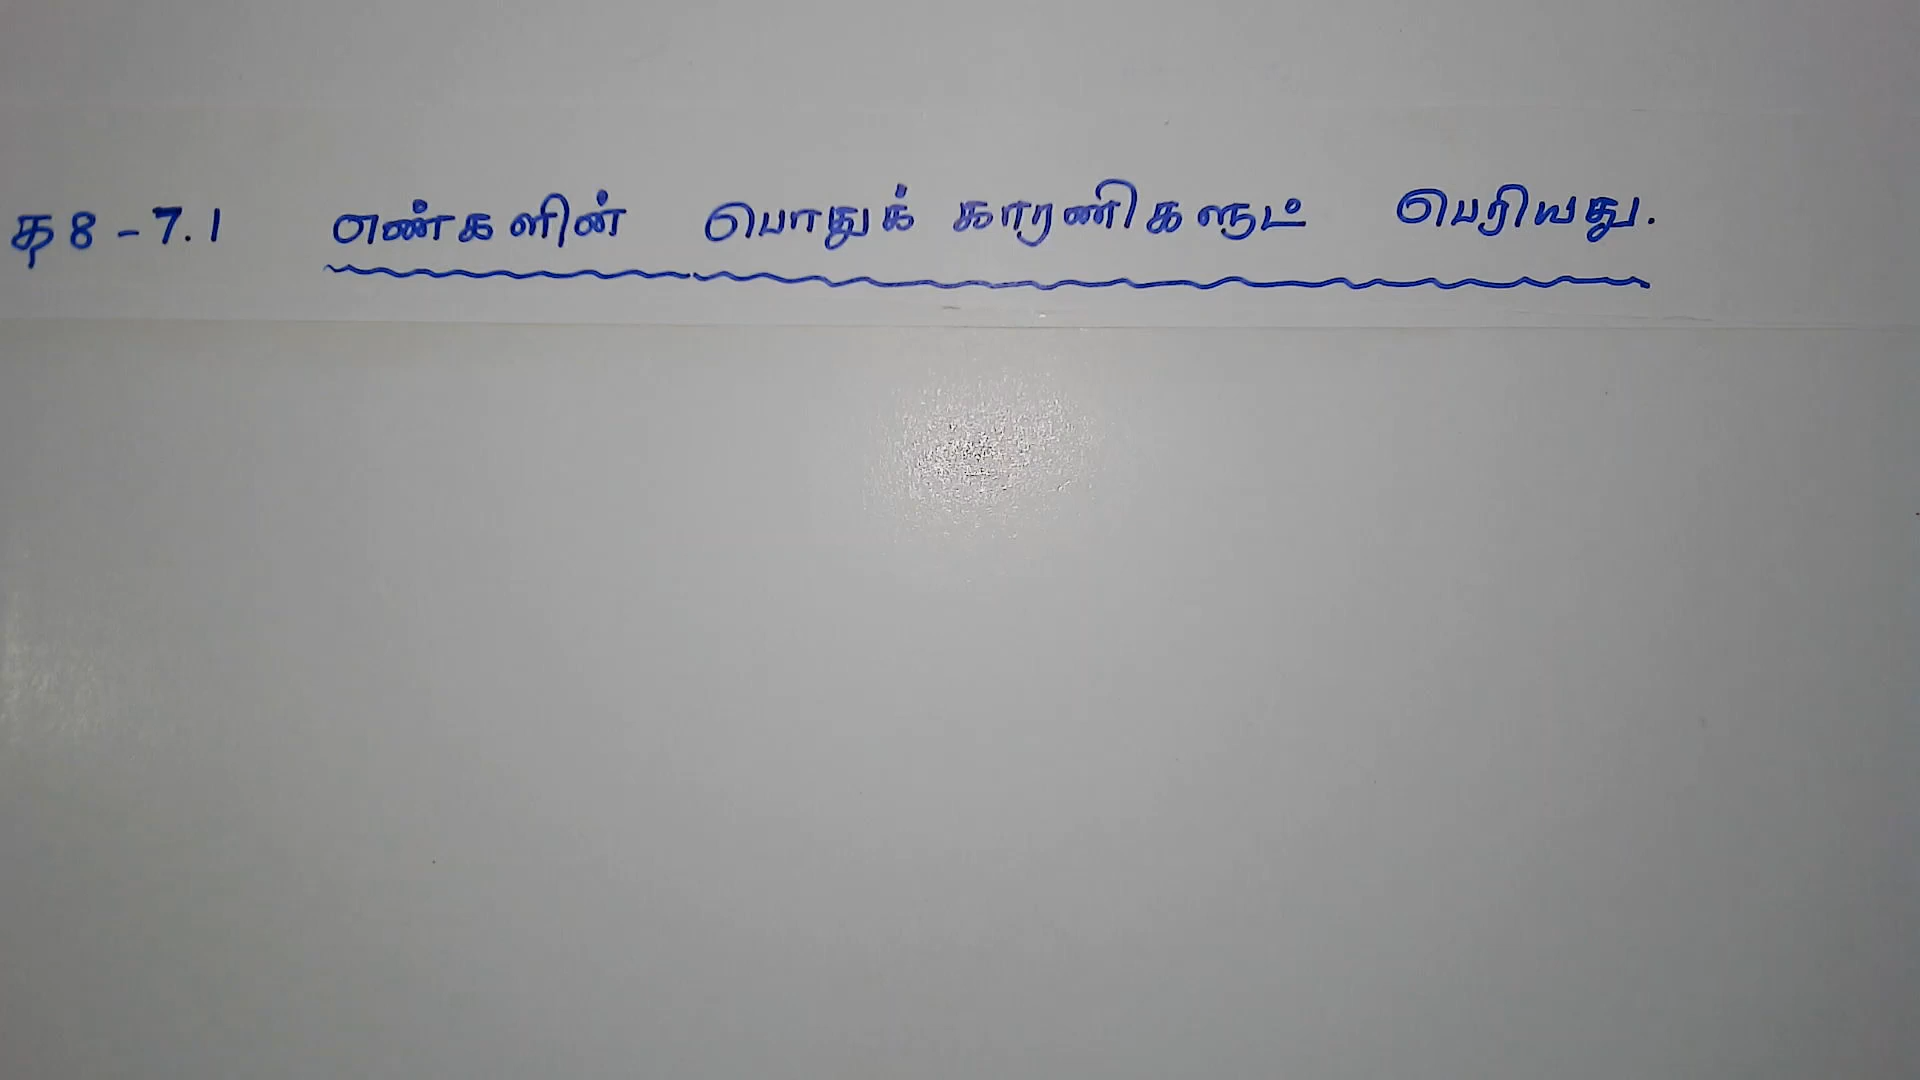 த 8 - 7.1 எண்களின் பொதுக் காரணிகளுட் பெரியது.